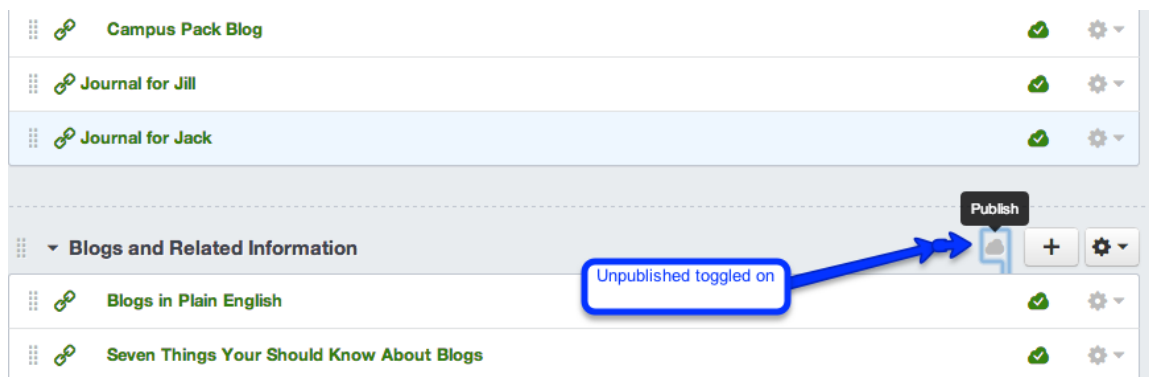 Campus Pack Blog
Journal for Jill
Journal for Jack
Publish
Blogs and Related Information
Unpublished toggled on
Blogs in Plain English
Seven Things Your Should Know About Blogs